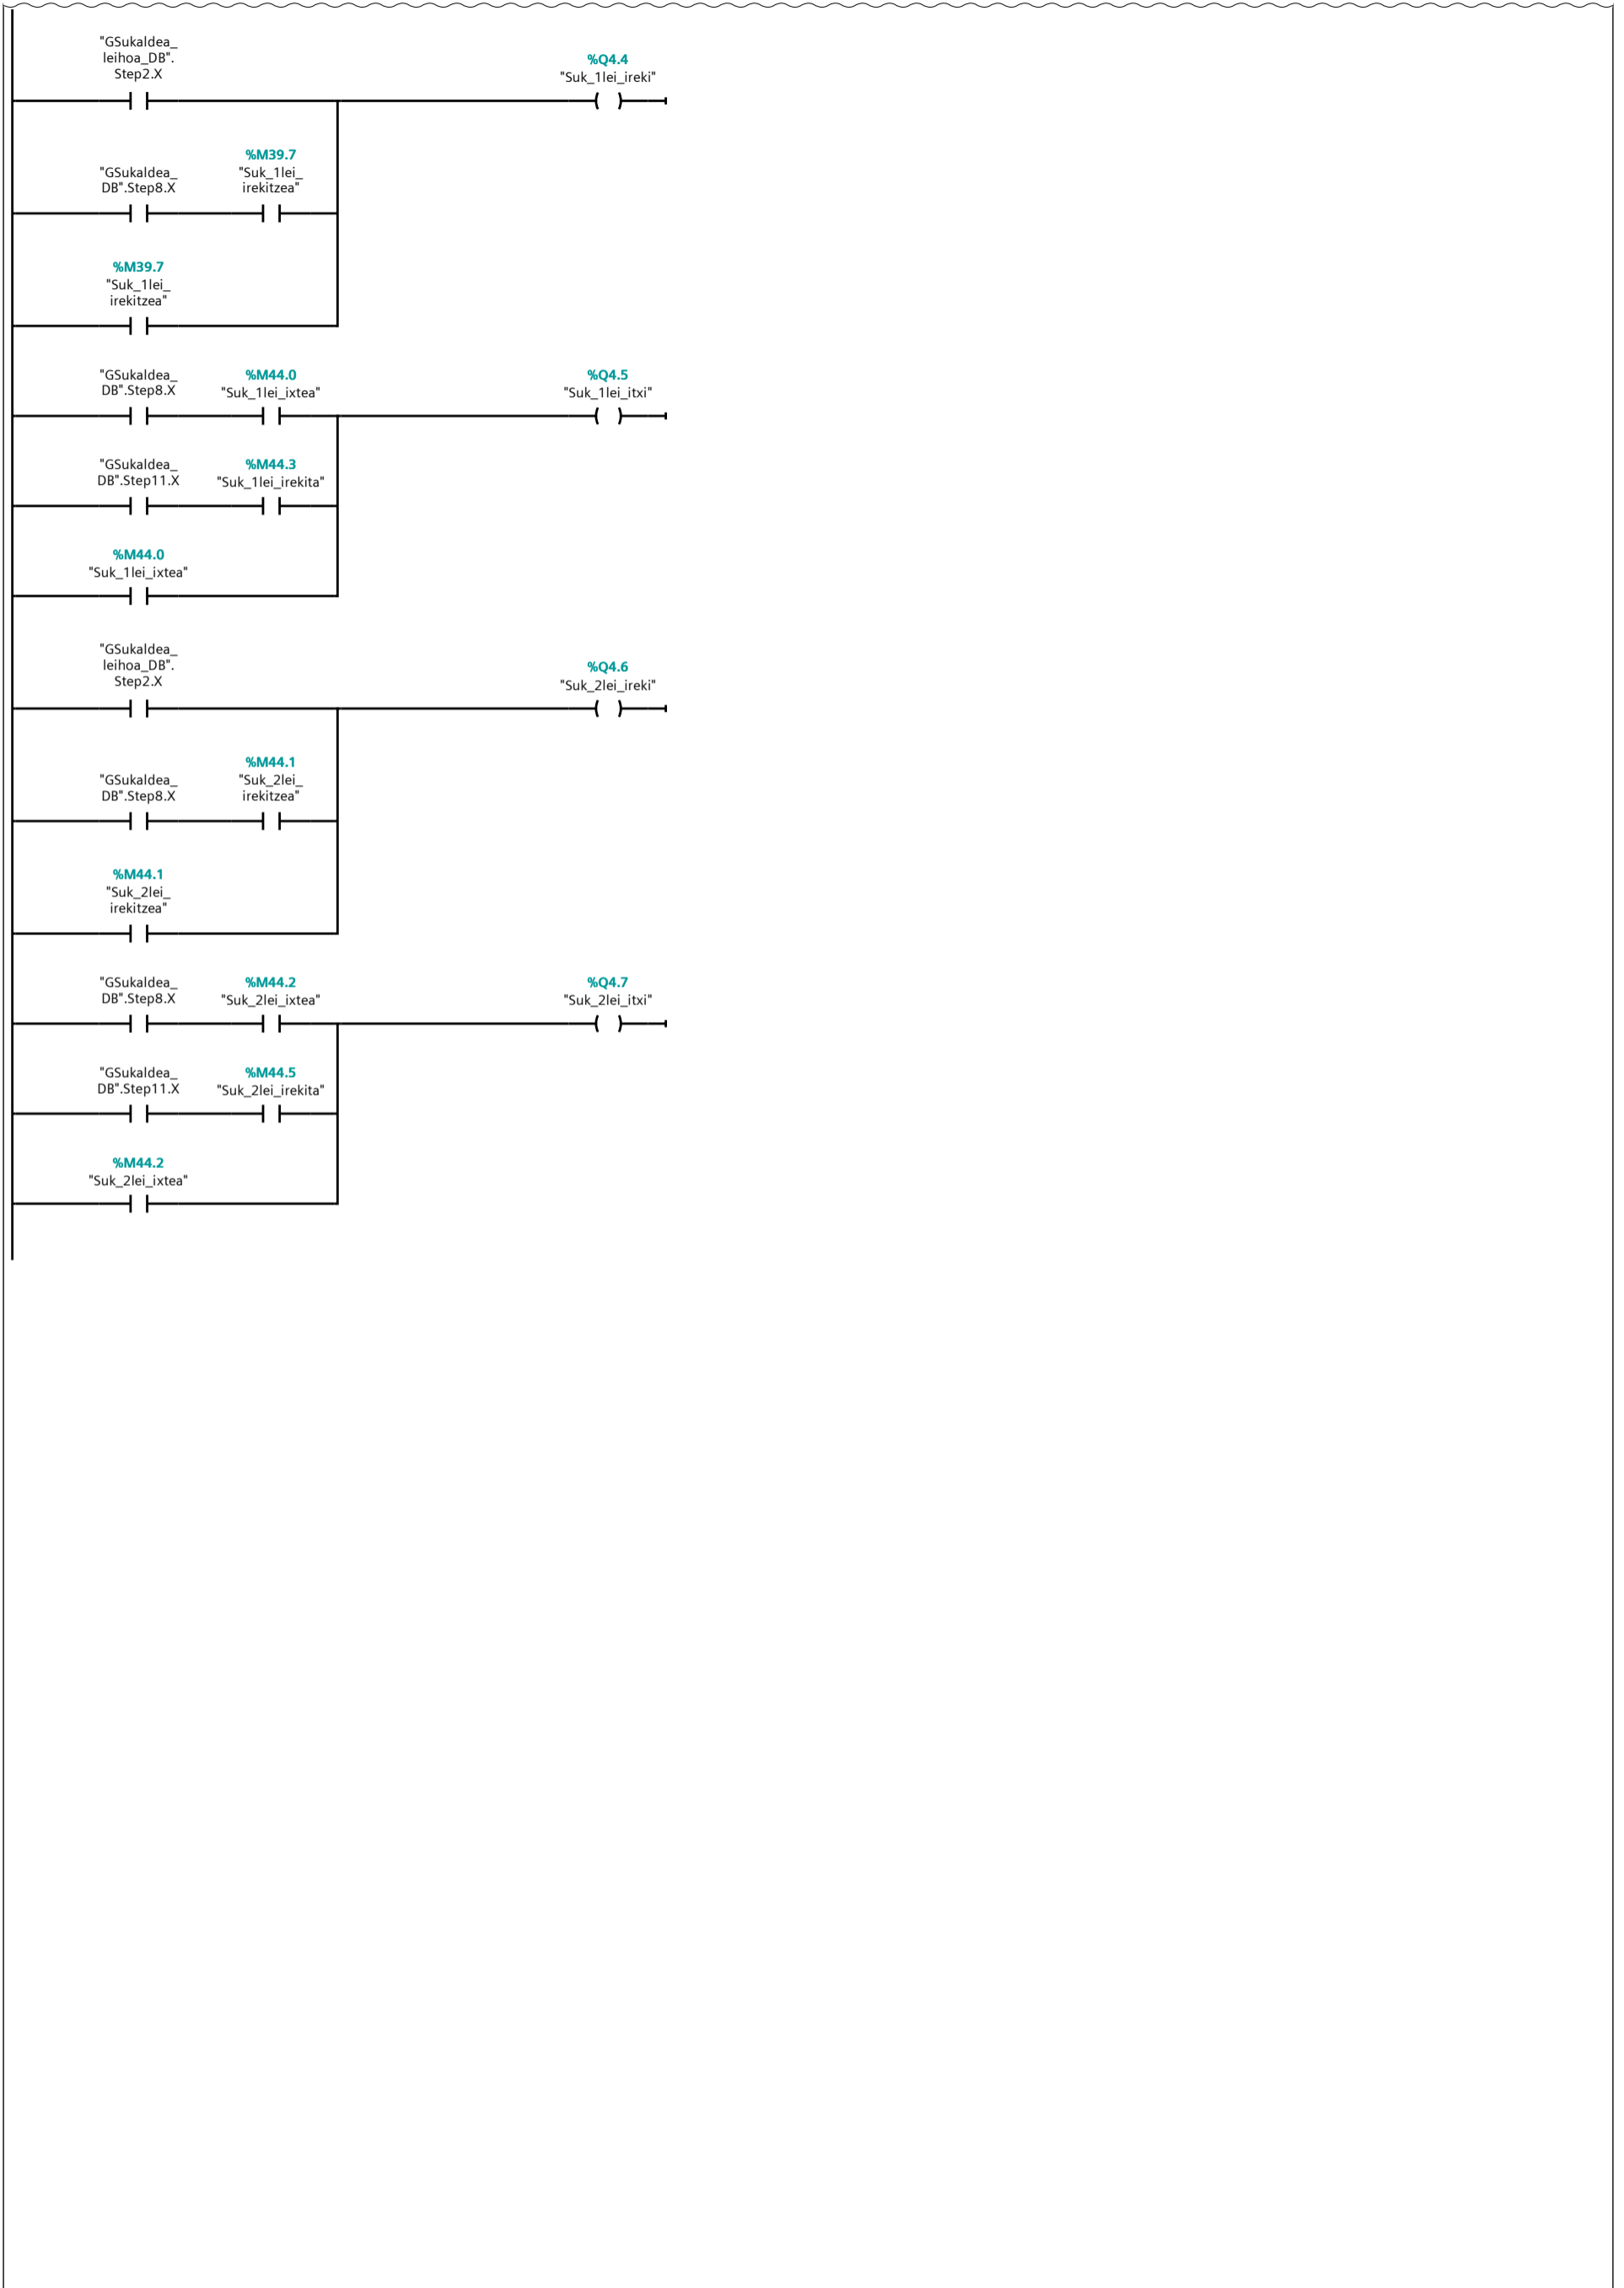 "GSukaldea_
leihoa_DB".
Step2.X
%Q4.4
"Suk_1lei_ireki"
"GSukaldea_
DB".Step8.X
%M39.7
"Suk_1lei_
irekitzea"
%M39.7
"Suk_1lei_
irekitzea"
"GSukaldea_
DB".Step8.X
%M44.0
"Suk_1lei_ixtea"
%Q4.5
"Suk_1lei_itxi"
"GSukaldea_
DB".Step11.X
%M44.3
"Suk_1lei_irekita"
%M44.0
"Suk_1lei_ixtea"
"GSukaldea_
leihoa_DB".
Step2.X
%Q4.6
"Suk_2lei_ireki"
"GSukaldea_
DB".Step8.X
%M44.1
"Suk_2lei_
irekitzea"
%M44.1
"Suk_2lei_
irekitzea"
"GSukaldea_
DB".Step8.X
%M44.2
"Suk_2lei_ixtea"
%Q4.7
"Suk_2lei_itxi"
"GSukaldea_
DB".Step11.X
%M44.5
"Suk_2lei_irekita"
%M44.2
"Suk_2lei_ixtea"